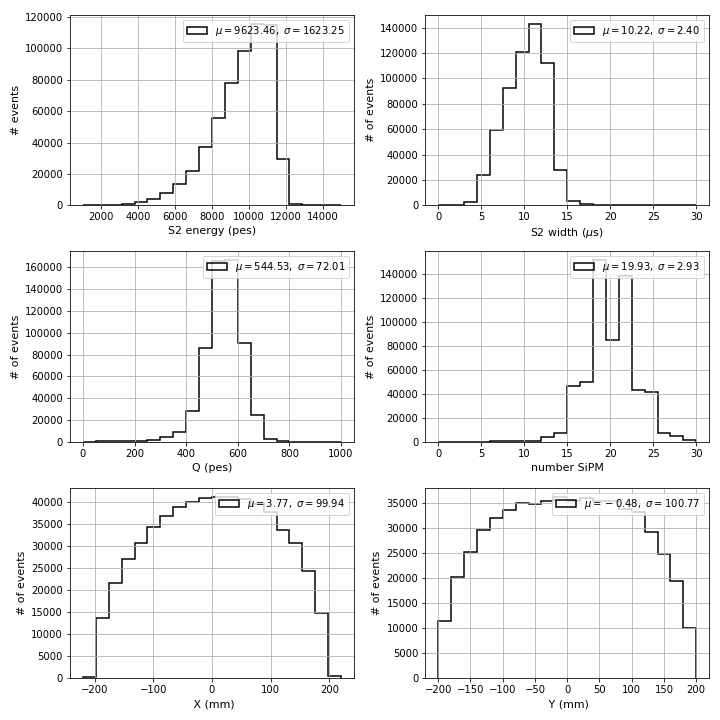 120000
100000
80000
60000
40000
20000
0
# events
μ = 9623.46, σ = 1623.25
2000 4000 6000 8000 10000 12000 14000
S2 energy (pes)
140000
120000
100000
80000
60000
40000
20000
0
# of events
μ = 10.22, σ = 2.40
0 5 10 15 20 25 30
S2 width (μs)
160000
140000
120000
100000
80000
60000
40000
20000
0
# of events
μ = 544.53, σ = 72.01
0 200 400 600 800 1000
Q (pes)
140000
120000
100000
80000
60000
40000
20000
0
# of events
μ = 19.93, σ = 2.93
0 5 10 15 20 25 30
number SiPM
40000
35000
30000
25000
20000
15000
10000
5000
0
# of events
μ = 3.77, σ = 99.94
−200 −100 0 100 200
X (mm)
35000
30000
25000
20000
15000
10000
5000
0
# of events
μ = −0.48, σ = 100.77
−200 −150 −100 −50 0 50 100 150 200
Y (mm)